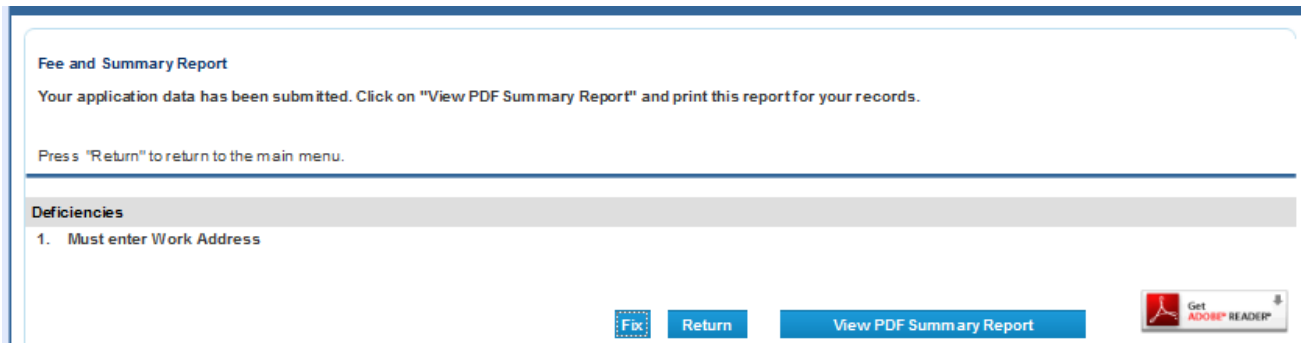 Fee and Summary Report
Your application data has been submitted. Click on "View PDF Summary Report" and print this report for your records.
Press "Return" to return to the main menu.
Deficiencies
1. Must enter Work Address
Fix Return View PDF Summary Report
Get
ADOBE® READER®